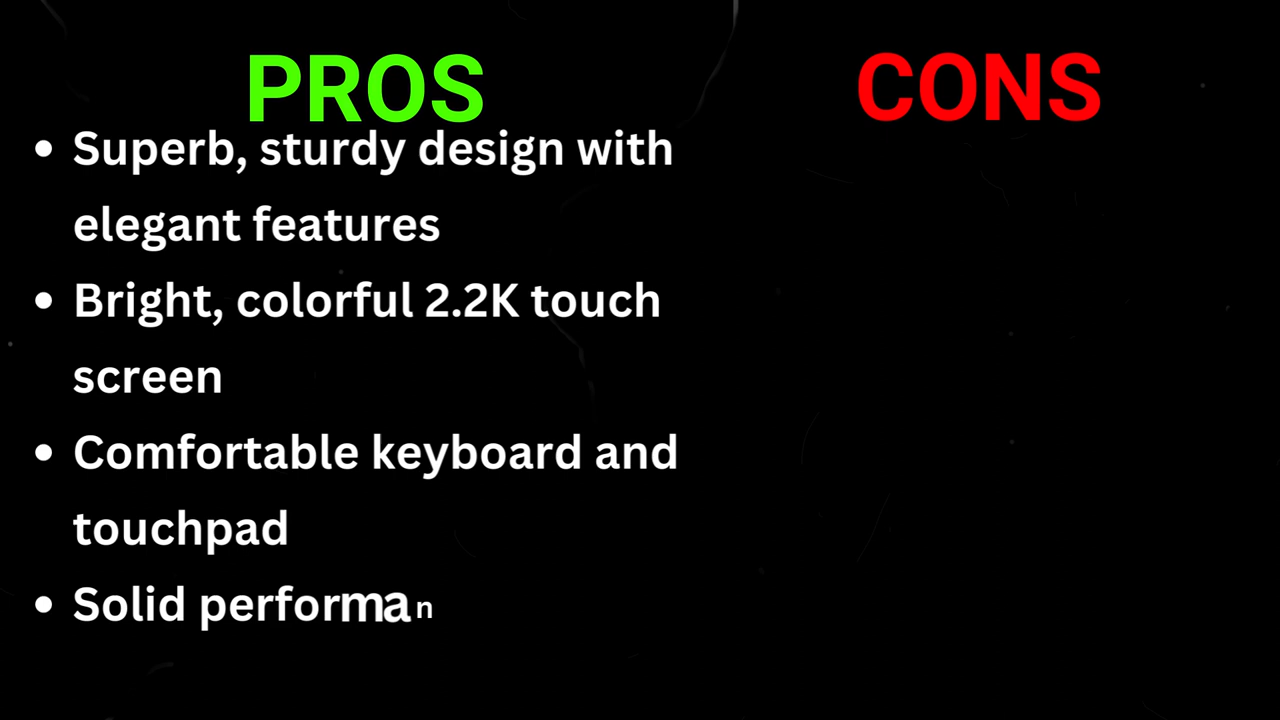 PROS
CONS
• Superb, sturdy design with
elegant features
• Bright, colorful 2.2K touch
screen
• Comfortable keyboard and
touchpad
• Solid performan